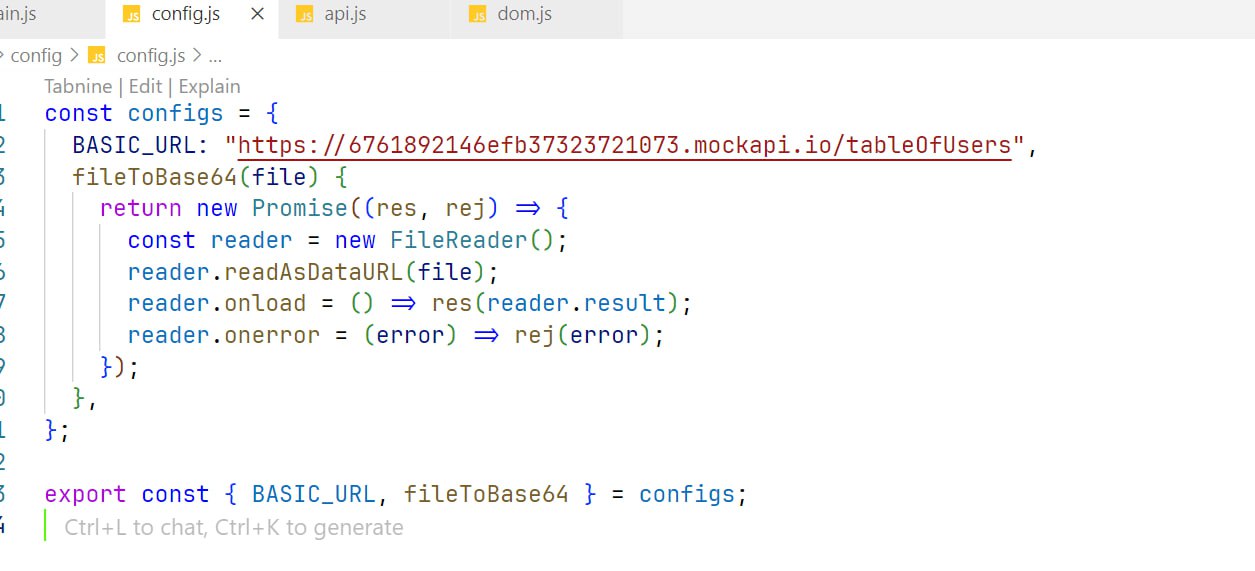 ain.js JS config.js × JS api.js JS dom.js
> config > JS config.js > ...
Tabnine | Edit | Explain
1 const configs = {
2 BASIC_URL: "https://6761892146efb37323721073.mockapi.io/tableOfUsers",
3 fileToBase64(file) {
4 return new Promise((res, rej) => {
5 const reader = new FileReader();
6 reader.readAsDataURL(file);
7 reader.onload = () => res(reader.result);
8 reader.onerror = (error) => rej(error);
9 });
0 },
1 };
2
3 export const { BASIC_URL, fileToBase64 } = configs;
4 Ctrl+L to chat, Ctrl+K to generate